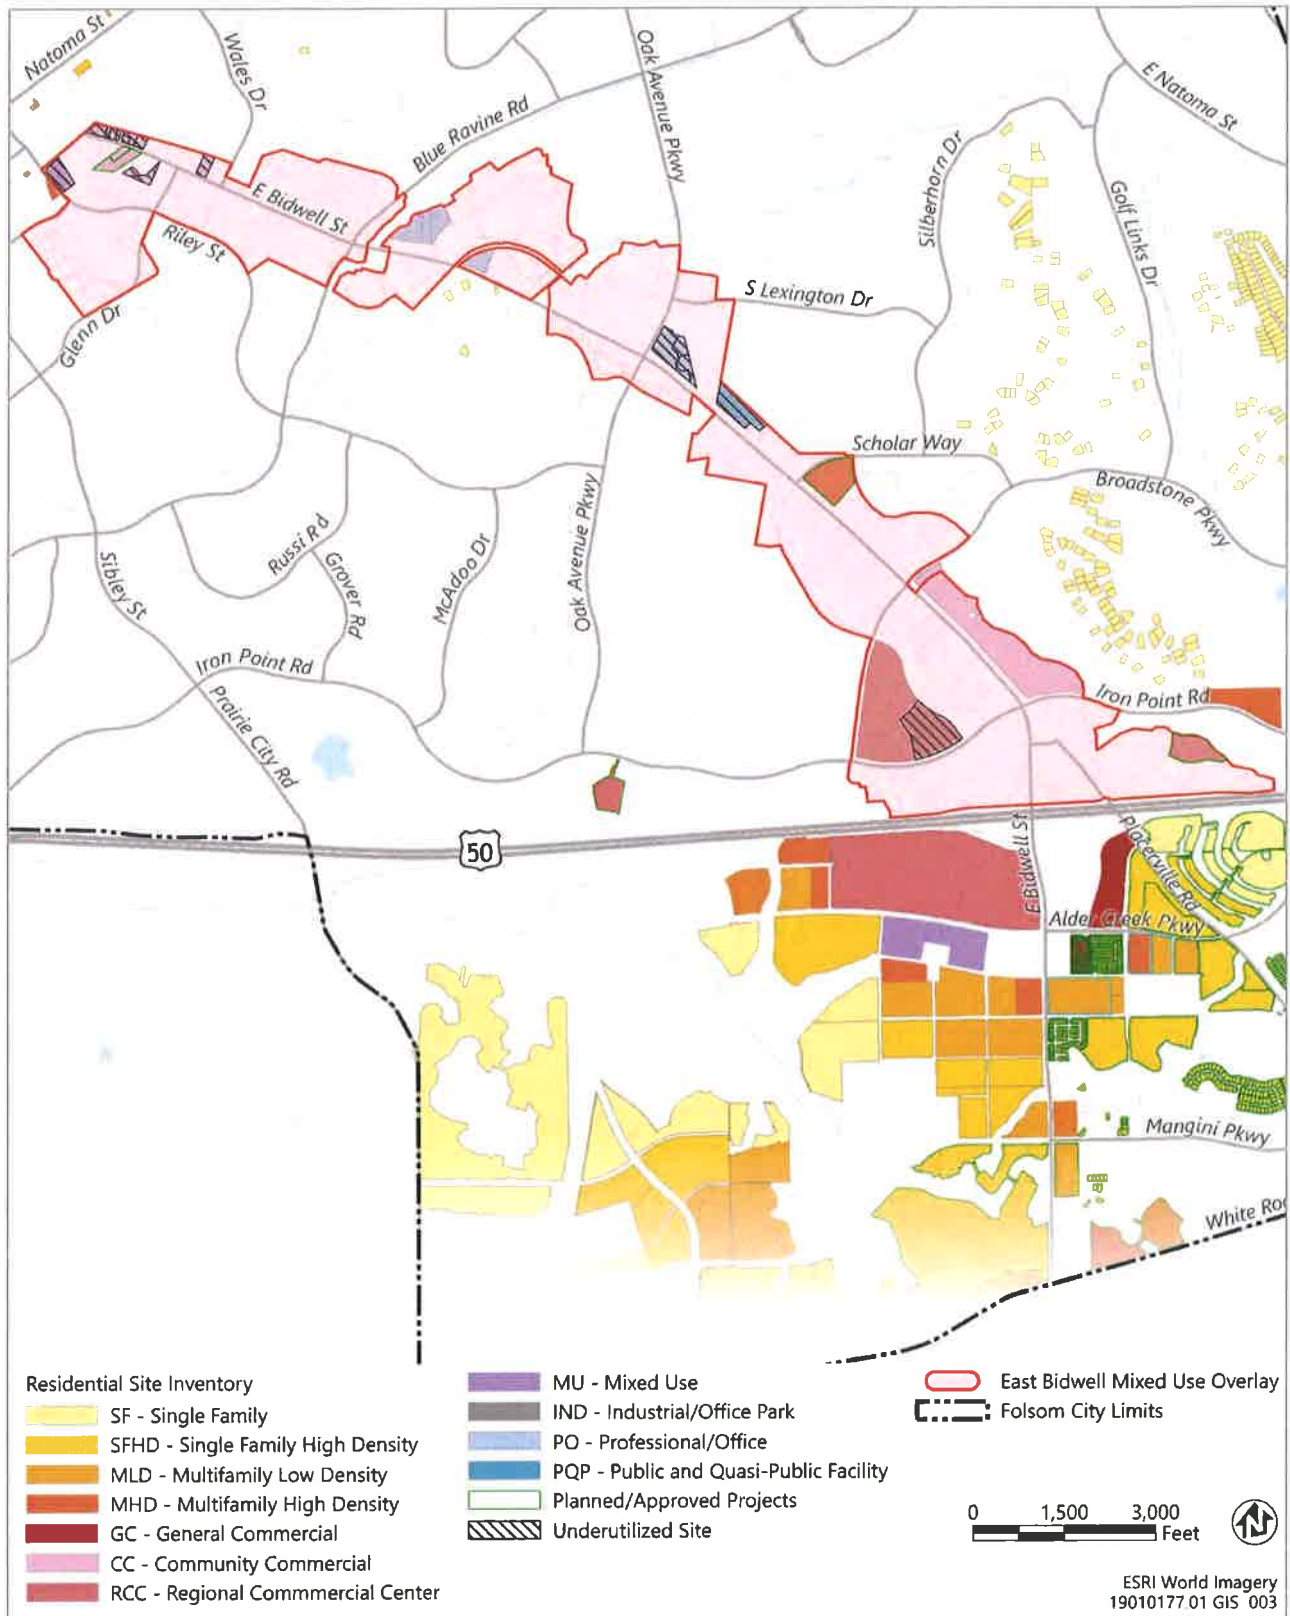 Natoma St
Wales Dr
Oak Avenue Pkwy
E Natoma St
Blue Ravine Rd
Silberhorn Dr
Golf Links Dr
E Bidwell St
Riley St
S Lexington Dr
Glenn Dr
Scholar Way
Broadstone Pkwy
Oak Avenue Pkwy
Russi Rd
McAdoo Dr
Sibley St
Grover Rd
Iron Point Rd
Iron Point Rd
Prairie City Rd
50
E Bidwell St
Placerville Rd
Alder Creek Pkwy
Mangini Pkwy
White Ro
Residential Site Inventory
SF - Single Family
SFHD - Single Family High Density
MLD - Multifamily Low Density
MHD - Multifamily High Density
GC - General Commercial
CC - Community Commercial
RCC - Regional Commmercial Center
MU - Mixed Use
IND - Industrial/Office Park
PO - Professional/Office
PQP - Public and Quasi-Public Facility
Planned/Approved Projects
Underutilized Site
East Bidwell Mixed Use Overlay
Folsom City Limits
0 1,500 3,000
Feet
N
ESRI World Imagery
19010177.01 GIS 003